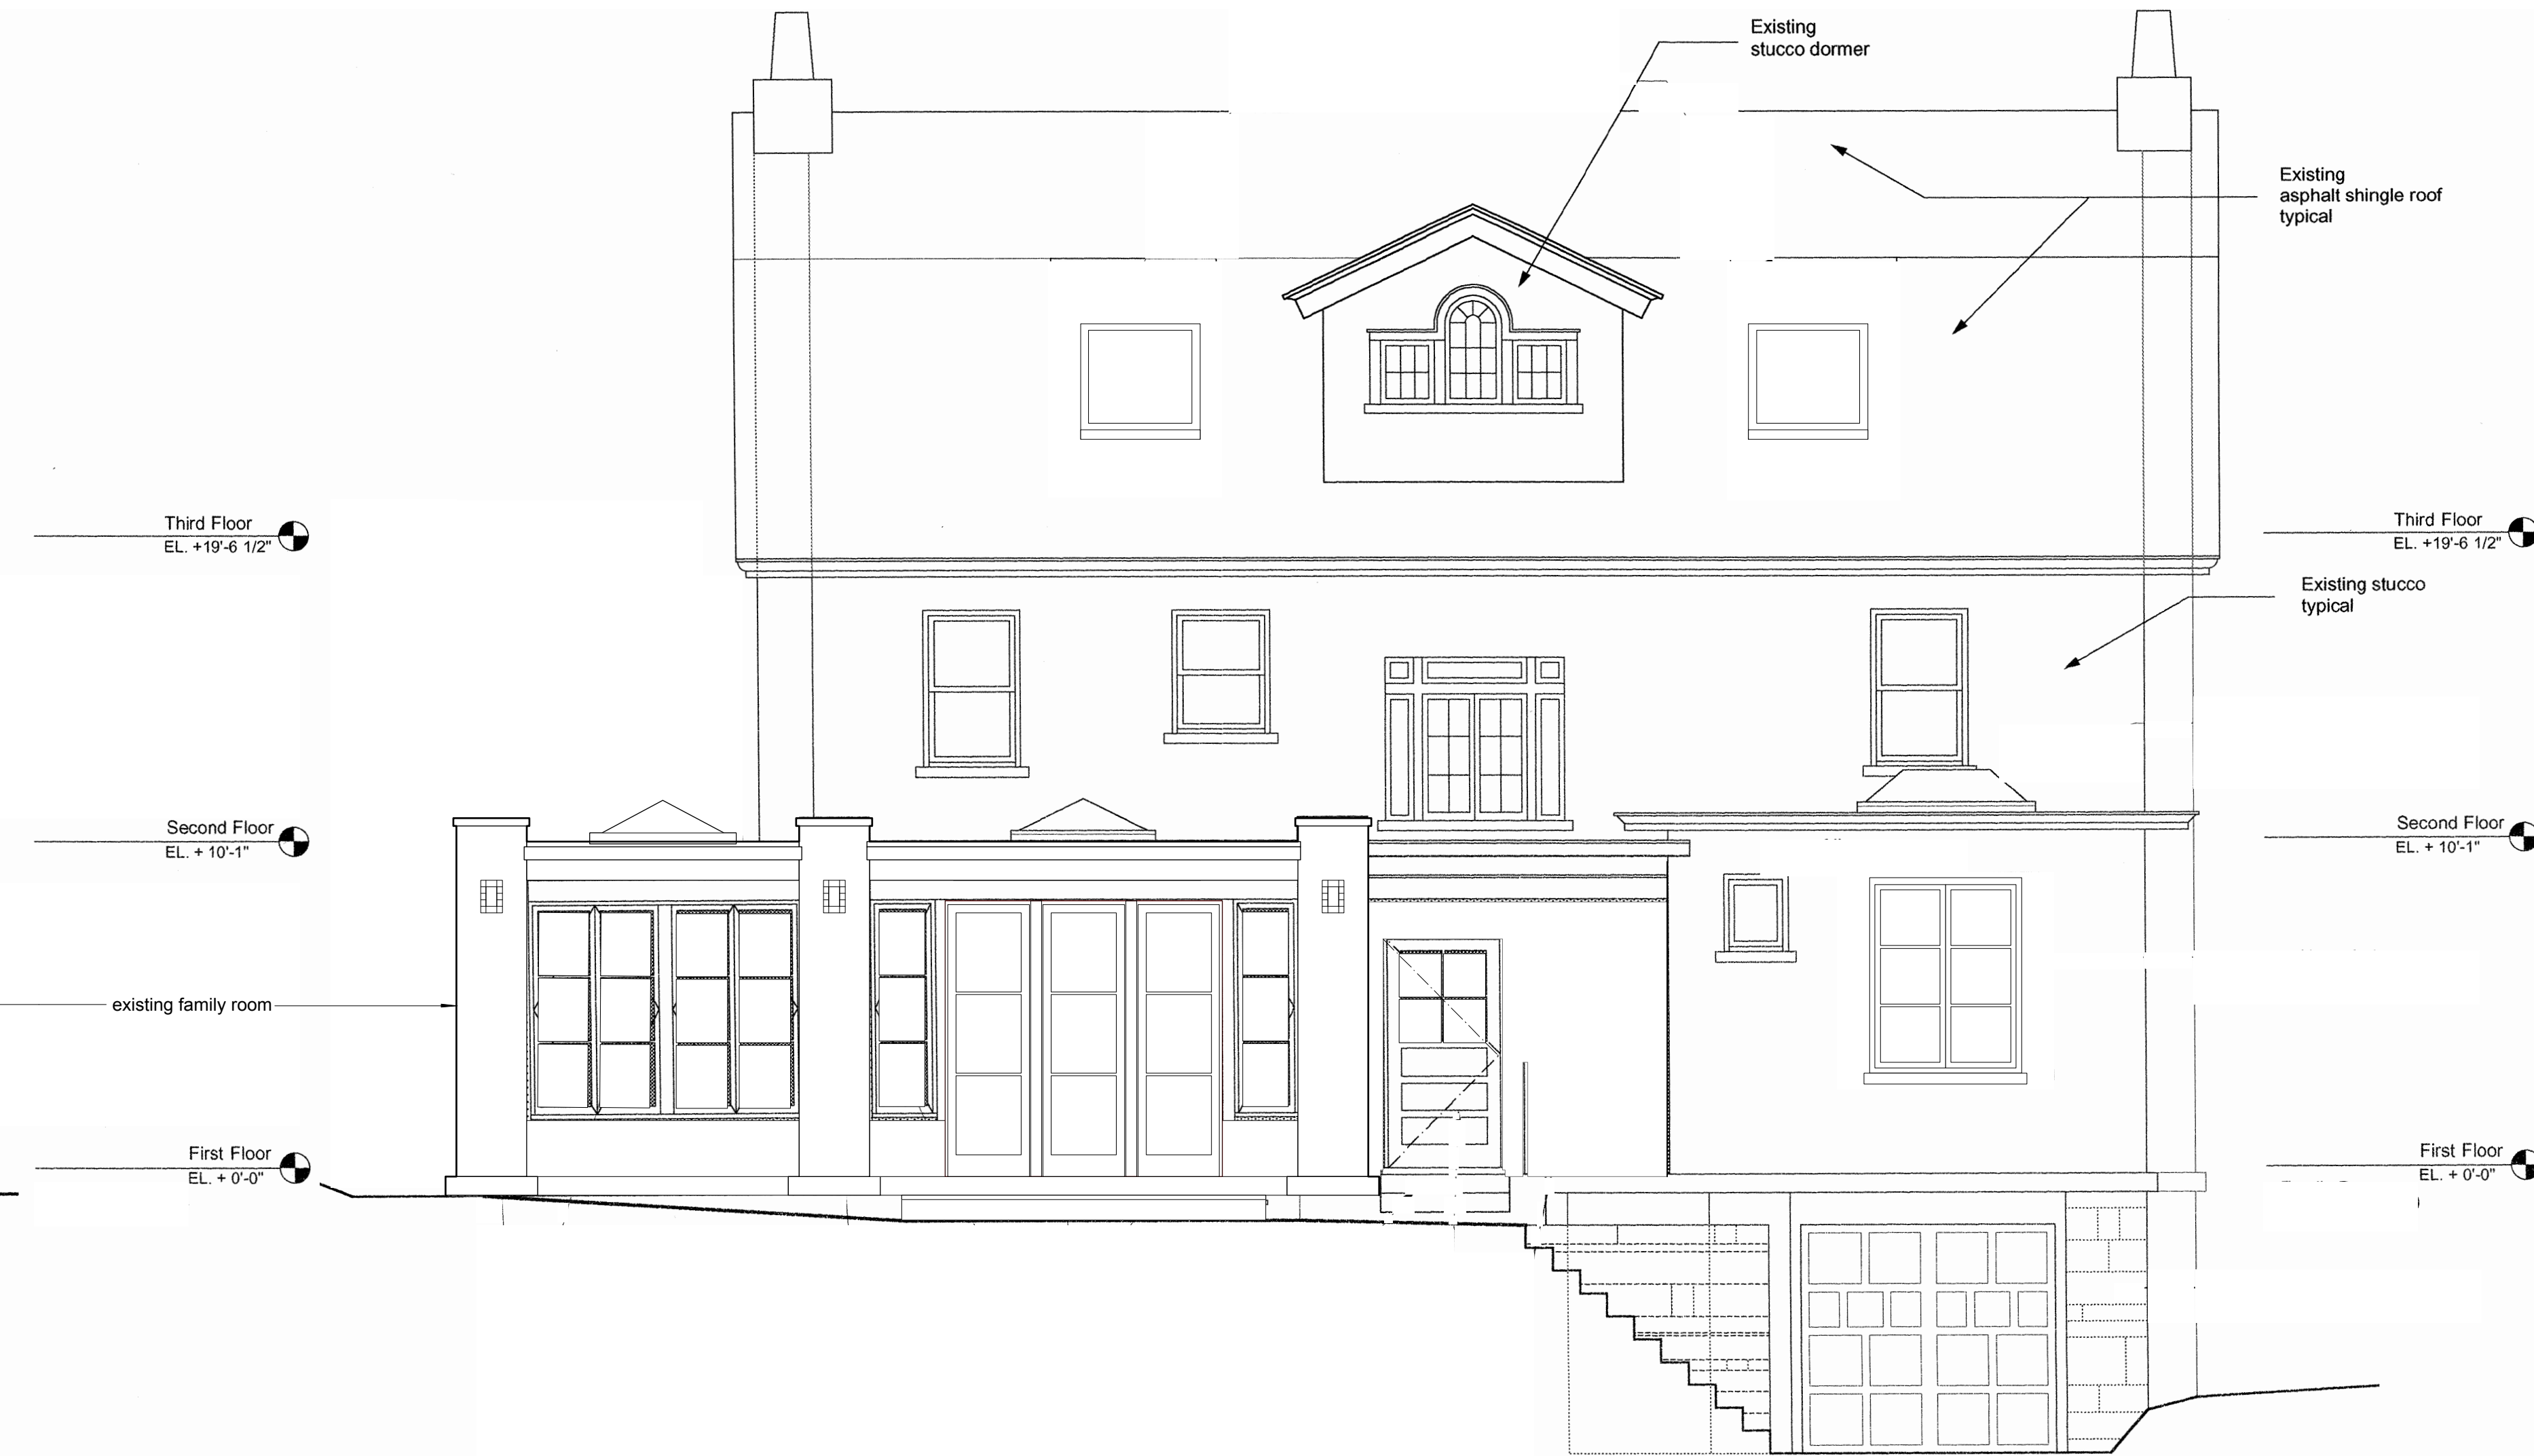 Existing
stucco dormer
Existing
asphalt shingle roof
typical
Third Floor
EL. +19'-6 1/2"
Third Floor
EL. +19'-6 1/2"
Existing stucco
typical
Second Floor
EL. + 10'-1"
Second Floor
EL. + 10'-1"
existing family room
First Floor
EL. + 0'-0"
First Floor
EL. + 0'-0"